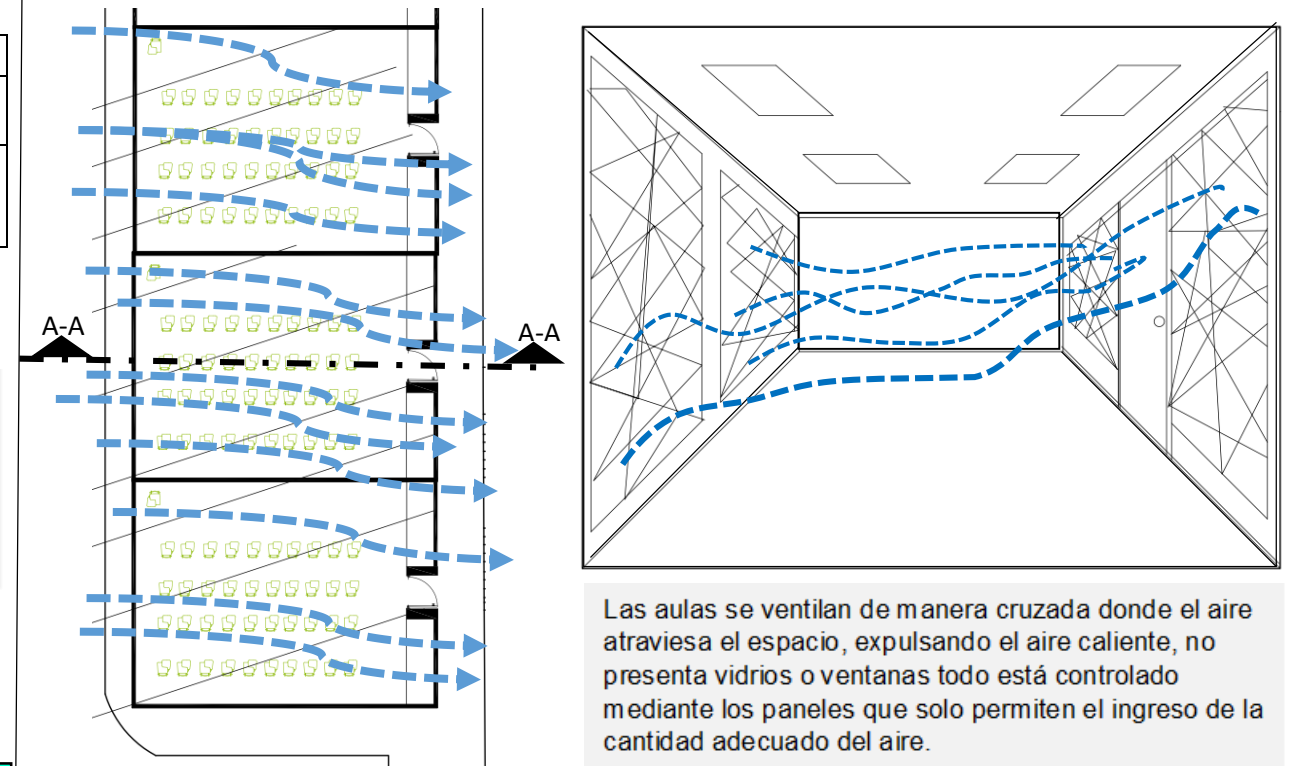 A-A
A-A
Las aulas se ventilan de manera cruzada donde el aire
atraviesa el espacio, expulsando el aire caliente, no
presenta vidrios o ventanas todo está controlado
mediante los paneles que solo permiten el ingreso de la
cantidad adecuado del aire.